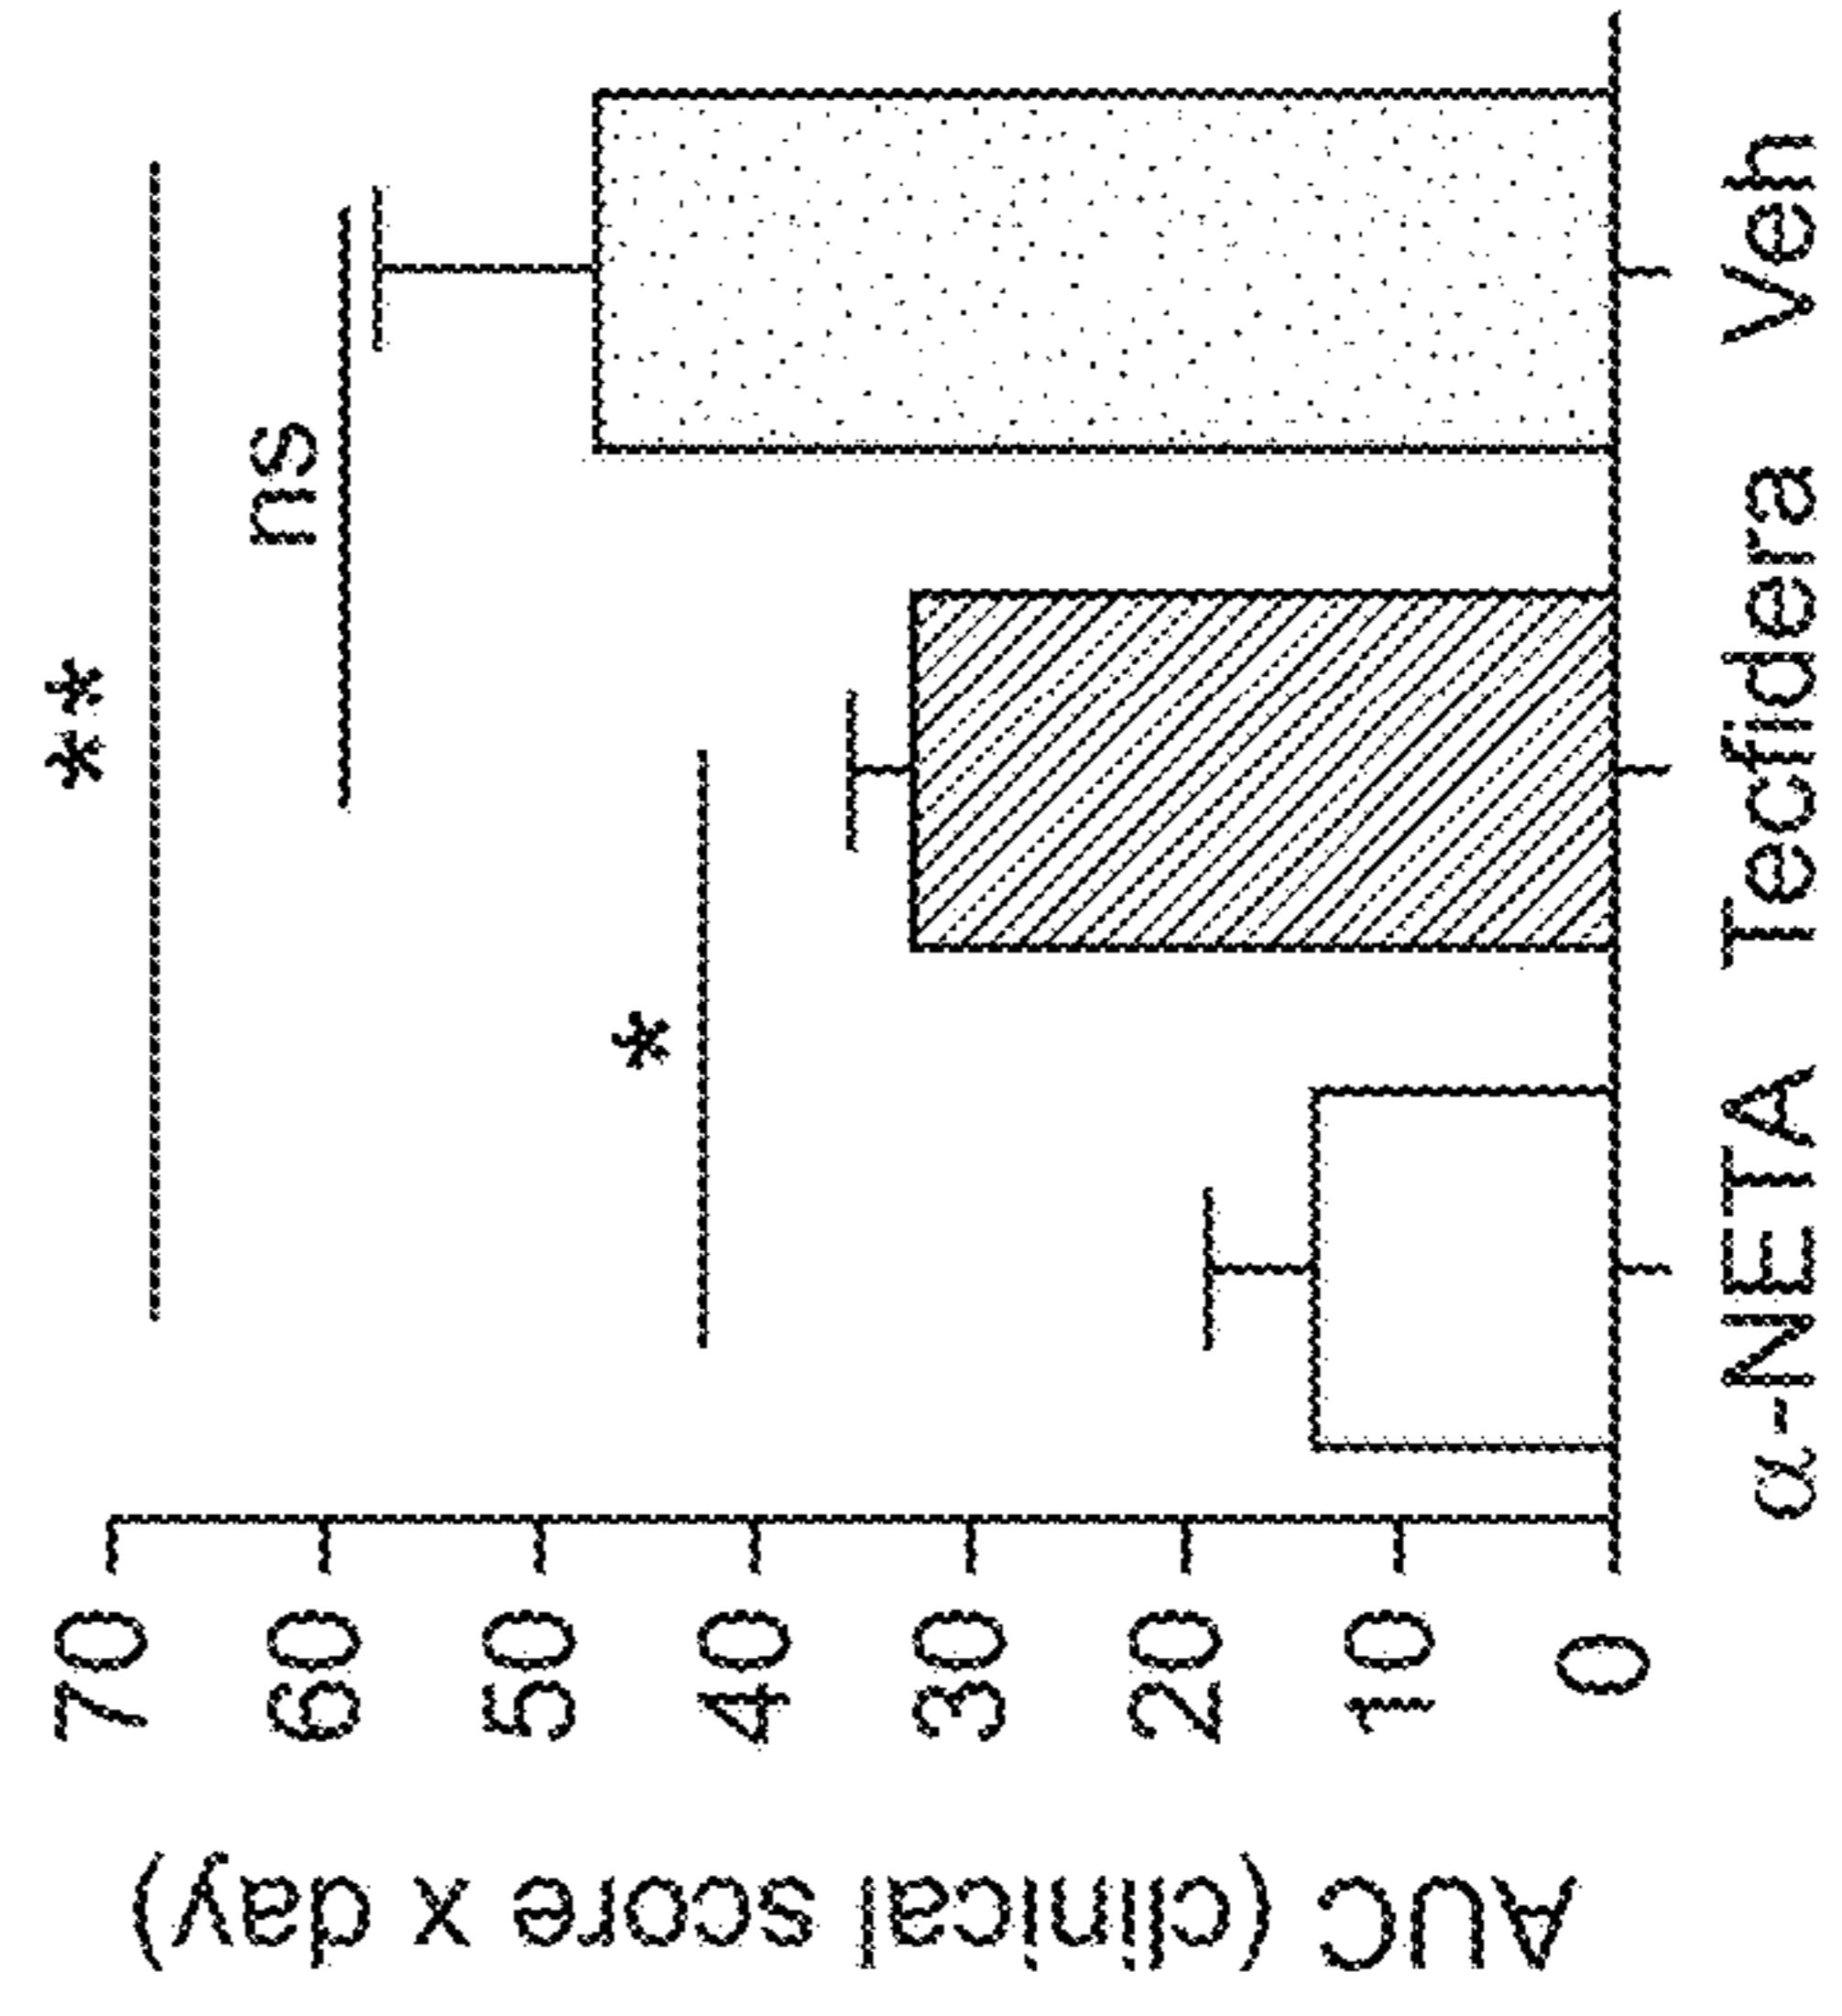 AUC (clinical score x day)
70
60
50
40
30
20
10
0
**
ns
*
α-NETA
Tecfidera
Veh